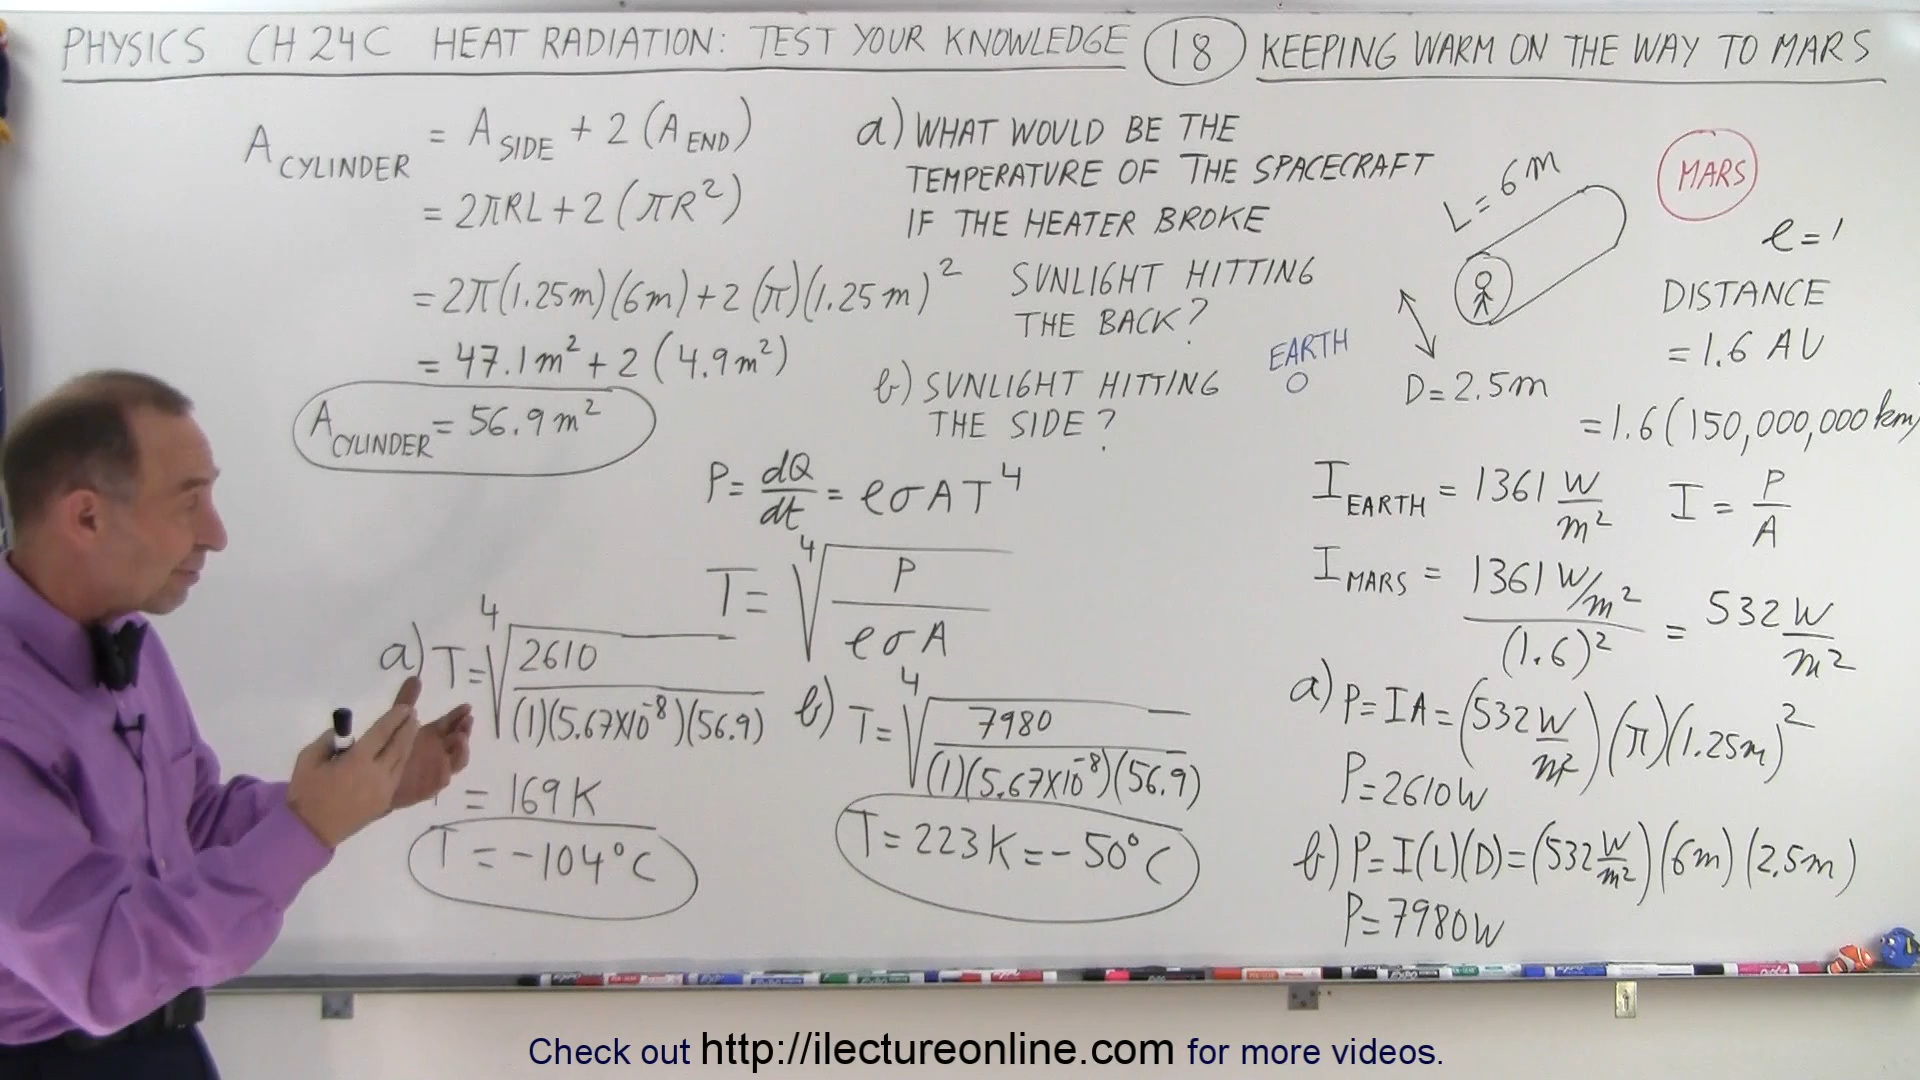 PHYSICS CH 24C HEAT RADIATION: TEST YOUR KNOWLEDGE 18 KEEPING WARM ON THE WAY TO MARS
A CYLINDER = A SIDE + 2 (A END)
= 2πRL + 2 (πR²)
= 2π(1.25m)(6m) + 2 (π)(1.25m)²
= 47.1m² + 2 (4.9m²)
A CYLINDER = 56.9 m²
a) WHAT WOULD BE THE
TEMPERATURE OF THE SPACECRAFT
IF THE HEATER BROKE
SUNLIGHT HITTING
THE BACK?
b) SUNLIGHT HITTING
THE SIDE?
L = 6m
MARS
e = 1
EARTH
D = 2.5m
DISTANCE
= 1.6 AU
= 1.6 (150,000,000 km)
P = dQ/dt = eσAT⁴
T = ⁴√(P/eσA)
I EARTH = 1361 W/m² I = P/A
I MARS = 1361 W/m² / (1.6)² = 532 W/m²
a) T = ⁴√(2610/(1)(5.67X10⁻⁸)(56.9))
= 169K
T = -104°C
b) T = ⁴√(7980/(1)(5.67X10⁻⁸)(56.9))
T = 223K = -50°C
a) P = IA = (532 W/m²)(π)(1.25m)²
P = 2610W
b) P = I(L)(D) = (532 W/m²)(6m)(2.5m)
P = 7980W
Check out http://ilectureonline.com for more videos.